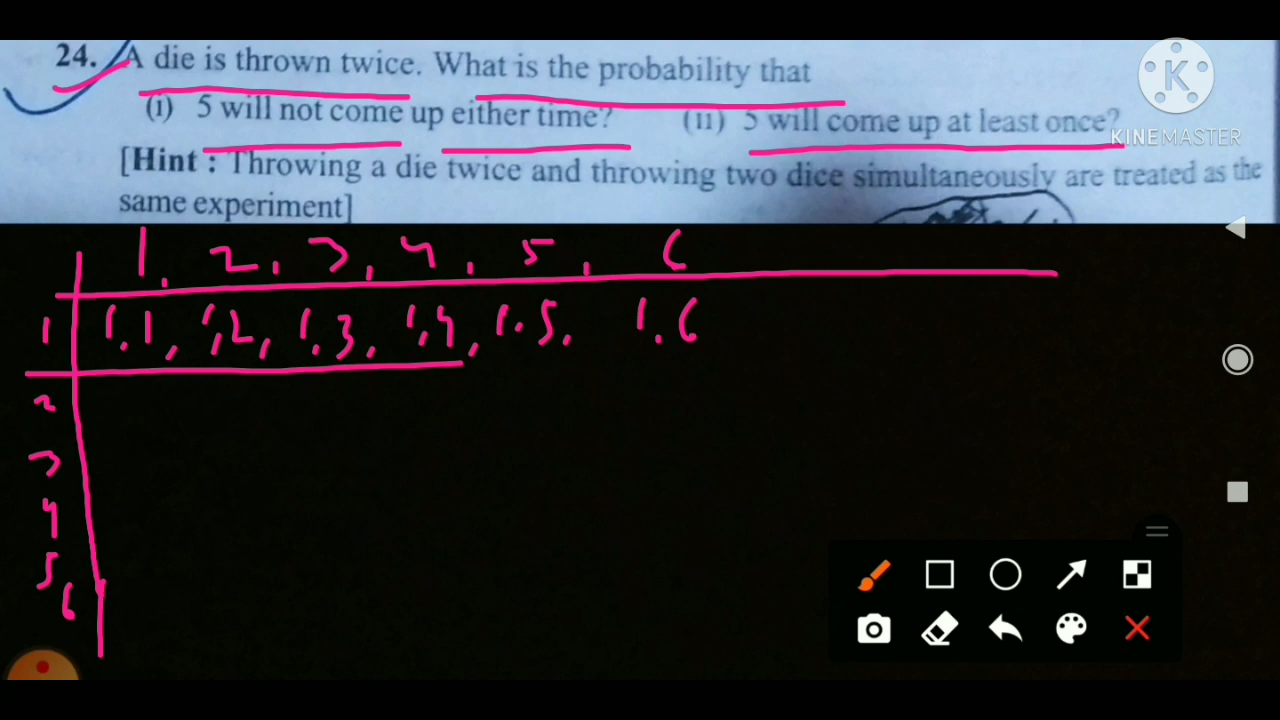 24. A die is thrown twice. What is the probability that
(i) 5 will not come up either time? (ii) 5 will come up at least once?
[Hint : Throwing a die twice and throwing two dice simultaneously are treated as the
same experiment]
K
KINEMASTER
1, 2, 3, 4, 5, 6
1 1.1, 1,2, 1.3, 1,4, 1.5, 1.6
2
3
4
5
6